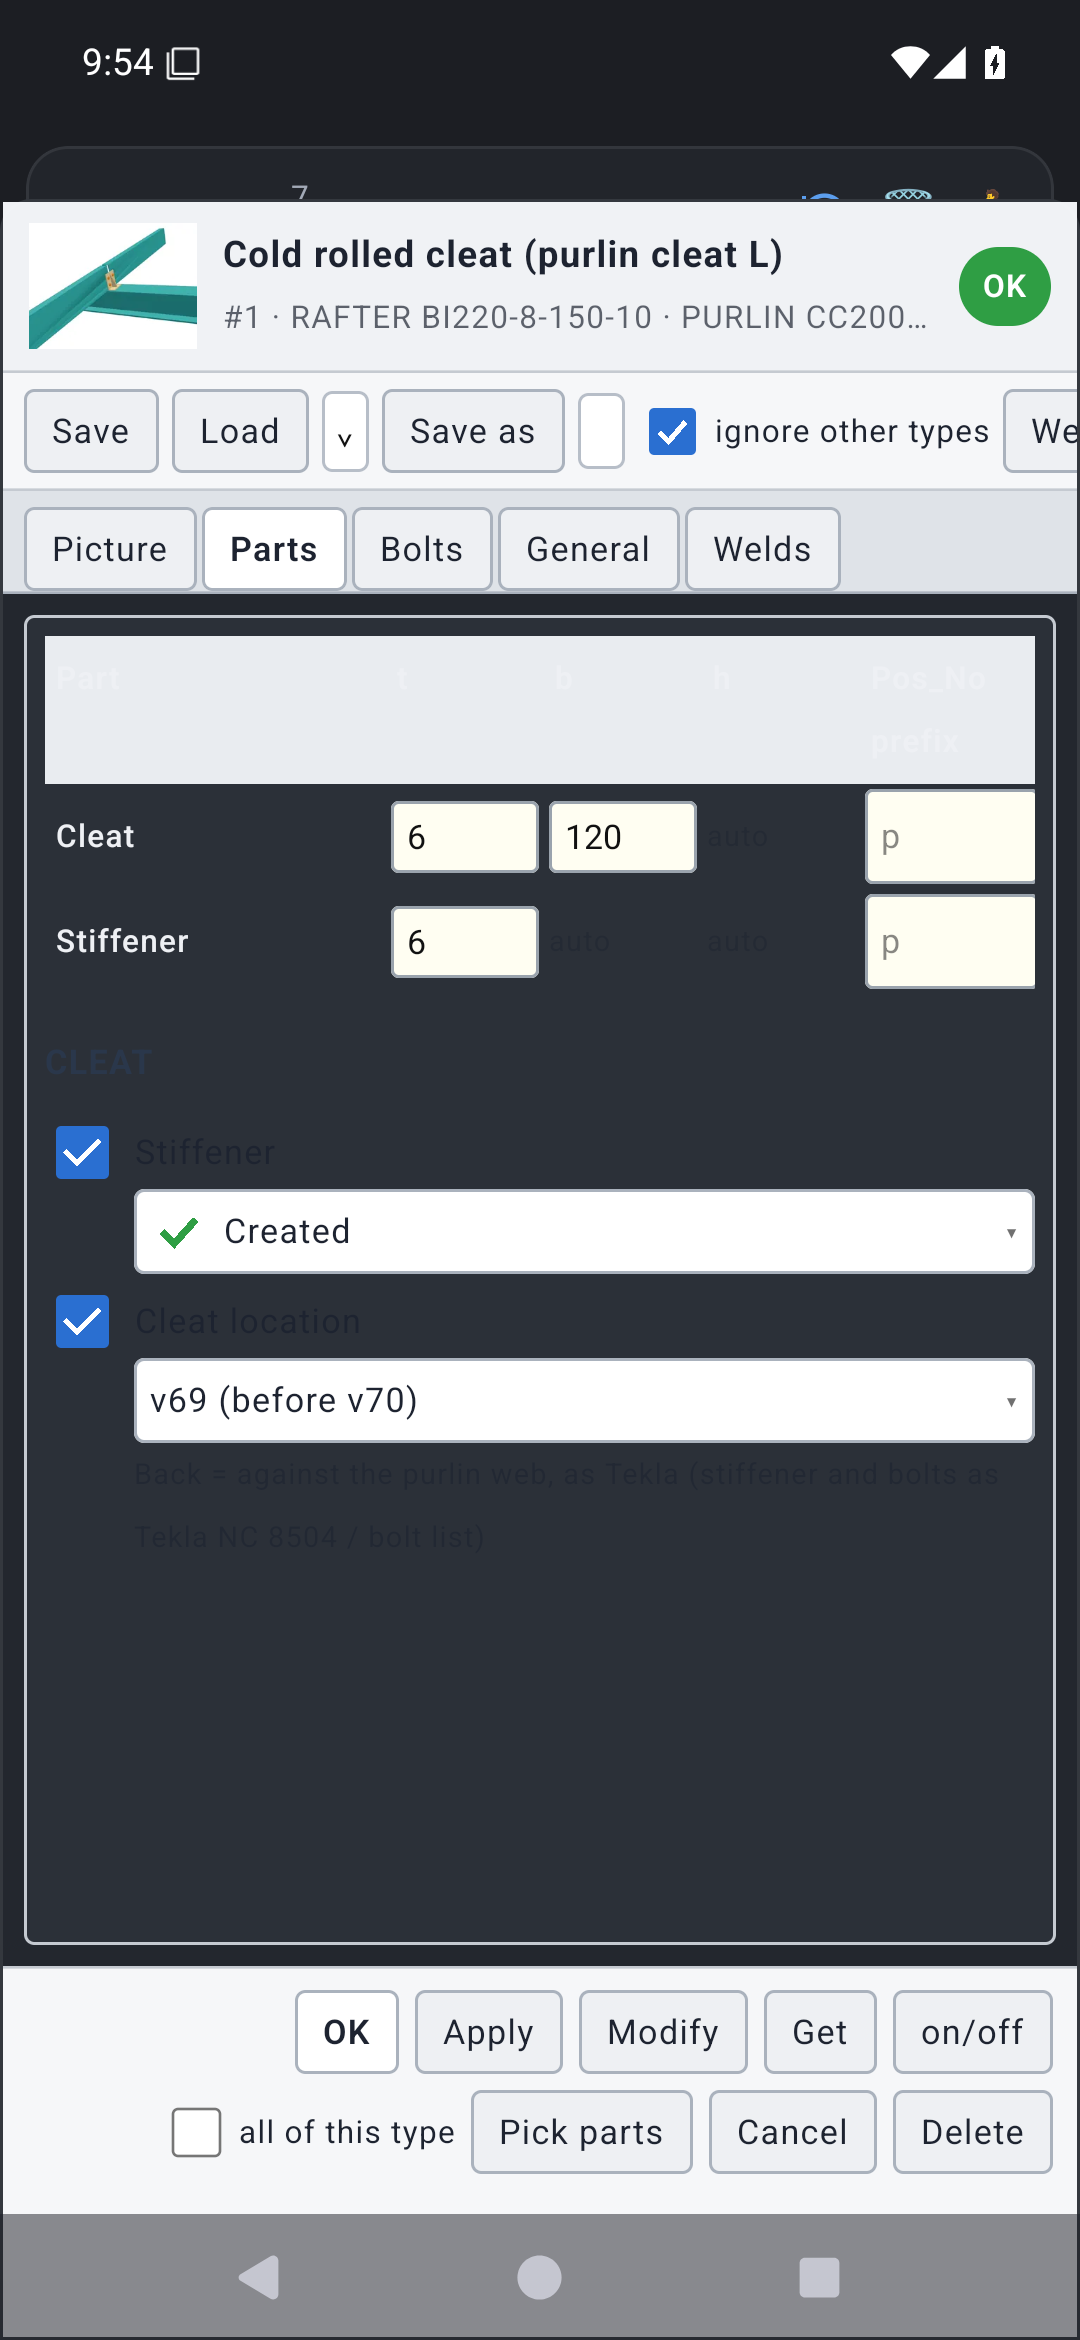 9:54
7
Cold rolled cleat (purlin cleat L)
#1 · RAFTER BI220-8-150-10 · PURLIN CC200…
OK
Save
Load
v
Save as
ignore other types
We
Picture
Parts
Bolts
General
Welds
Part t b h Pos_No
prefix
Cleat 6 120 auto p
Stiffener 6 auto auto p
CLEAT
Stiffener
Created
Cleat location
v69 (before v70)
Back = against the purlin web, as Tekla (stiffener and bolts as
Tekla NC 8504 / bolt list)
OK Apply Modify Get on/off
all of this type Pick parts Cancel Delete